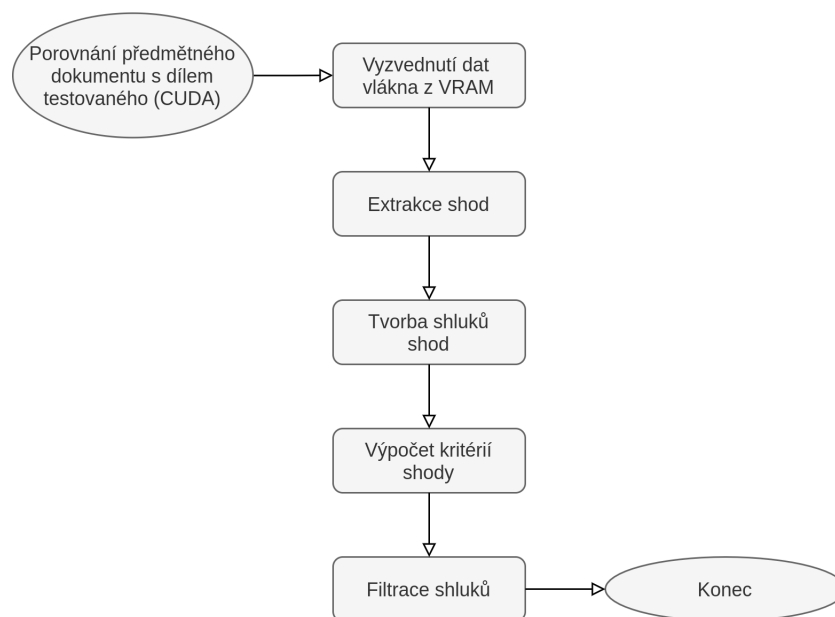 Porovnání předmětného
dokumentu s dílem
testovaného (CUDA)
Vyzvednutí dat
vlákna z VRAM
Extrakce shod
Tvorba shluků
shod
Výpočet kritérií
shody
Filtrace shluků
Konec